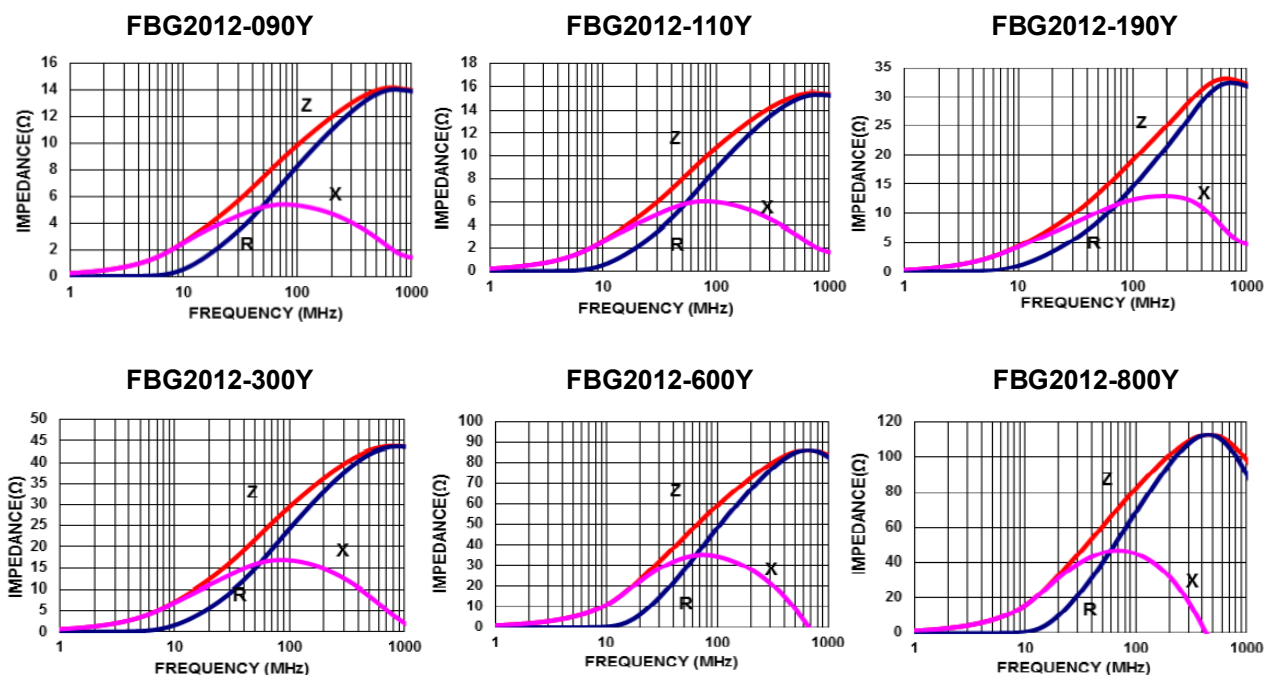 FBG2012-090Y
FBG2012-110Y
FBG2012-190Y
IMPEDANCE(Ω)
16
14
12
10
8
6
4
2
0
Z
X
R
1 10 100 1000
FREQUENCY (MHz)
IMPEDANCE(Ω)
18
16
14
12
10
8
6
4
2
0
Z
X
R
1 10 100 1000
FREQUENCY (MHz)
IMPEDANCE(Ω)
35
30
25
20
15
10
5
0
Z
X
R
1 10 100 1000
FREQUENCY (MHz)
FBG2012-300Y
FBG2012-600Y
FBG2012-800Y
IMPEDANCE(Ω)
50
45
40
35
30
25
20
15
10
5
0
Z
X
R
1 10 100 1000
FREQUENCY (MHz)
IMPEDANCE(Ω)
100
90
80
70
60
50
40
30
20
10
0
Z
X
R
1 10 100 1000
FREQUENCY (MHz)
IMPEDANCE(Ω)
120
100
80
60
40
20
0
Z
X
R
1 10 100 1000
FREQUENCY (MHz)